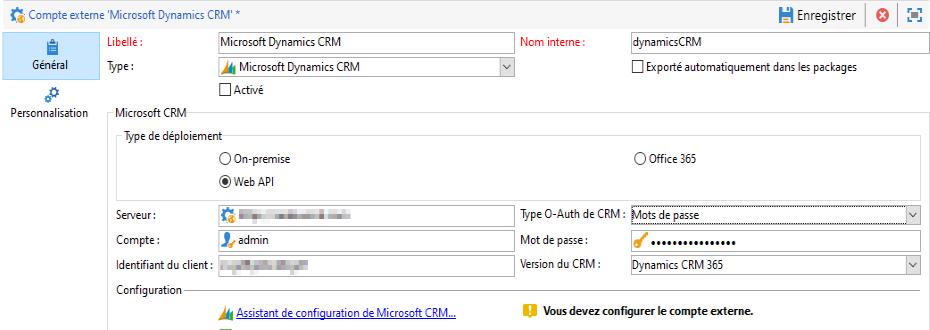 Compte externe 'Microsoft Dynamics CRM' *
Enregistrer
Général
Personnalisation
Libellé : Microsoft Dynamics CRM Nom interne : dynamicsCRM
Type : Microsoft Dynamics CRM Exporté automatiquement dans les packages
Activé
Microsoft CRM
Type de déploiement
On-premise Office 365
Web API
Serveur : Type O-Auth de CRM : Mots de passe
Compte : admin Mot de passe : ••••••••••••••••
Identifiant du client : Version du CRM : Dynamics CRM 365
Configuration
Assistant de configuration de Microsoft CRM... Vous devez configurer le compte externe.